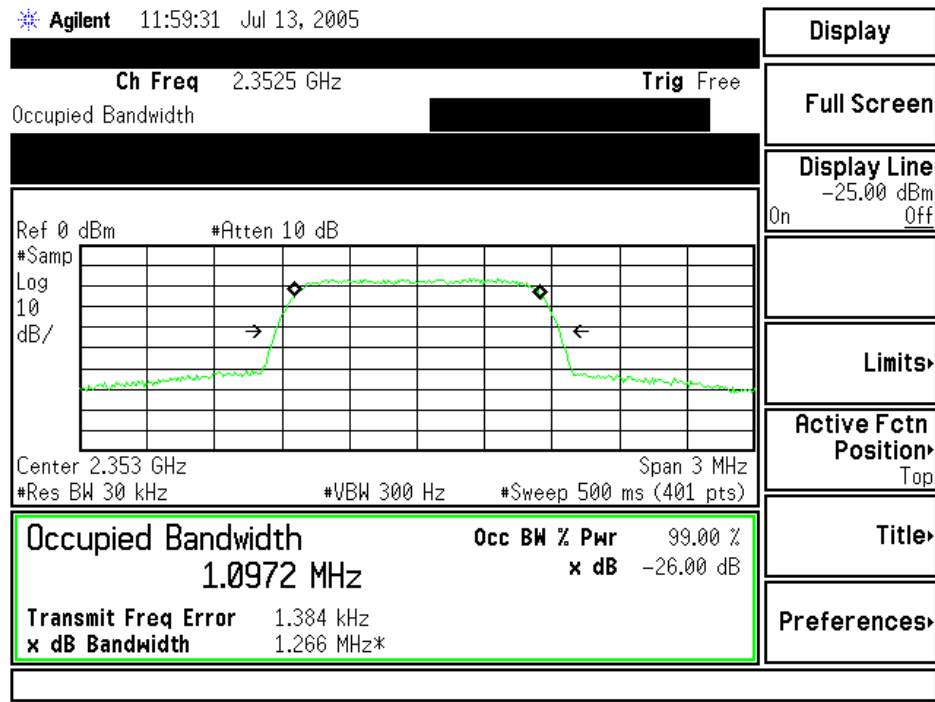 Agilent 11:59:31 Jul 13, 2005
Ch Freq 2.3525 GHz Trig Free
Occupied Bandwidth
Ref 0 dBm #Atten 10 dB
#Samp
Log
10
dB/
Center 2.353 GHz Span 3 MHz
#Res BW 30 kHz #VBW 300 Hz #Sweep 500 ms (401 pts)
Occupied Bandwidth Occ BW % Pwr 99.00 %
1.0972 MHz x dB -26.00 dB
Transmit Freq Error 1.384 kHz
x dB Bandwidth 1.266 MHz*
Display
Full Screen
Display Line
-25.00 dBm
On Off
Limits
Active Fctn
Position
Top
Title
Preferences